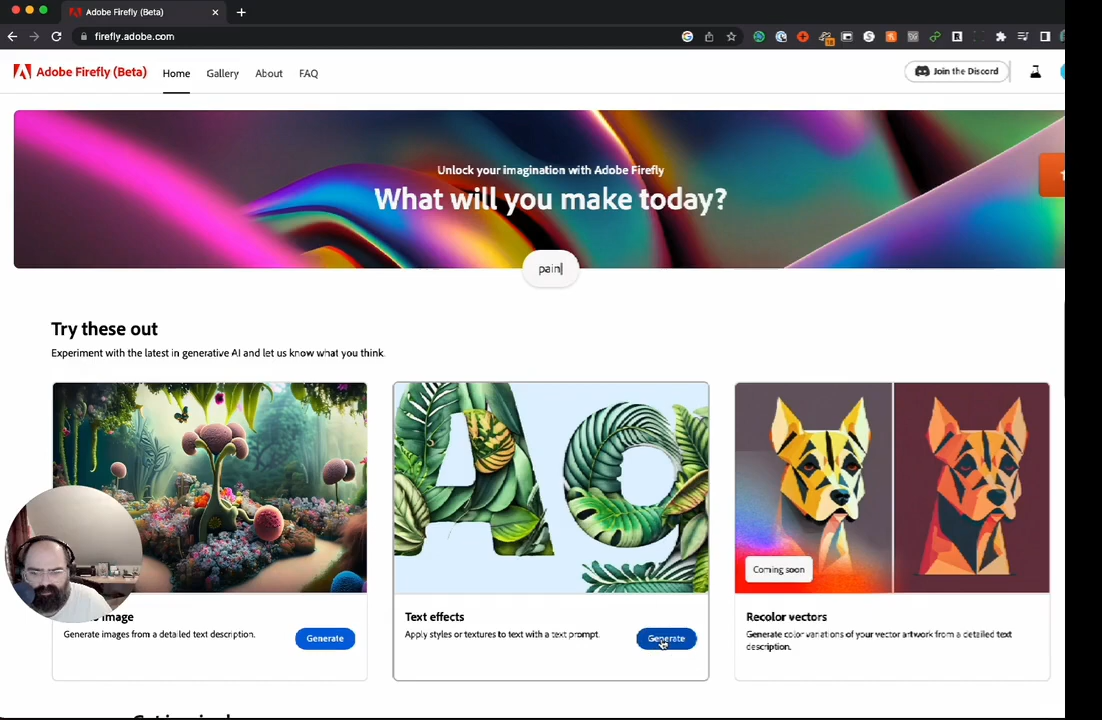 Adobe Firefly (Beta)
firefly.adobe.com
Adobe Firefly (Beta)
Home
Gallery
About
FAQ
Join the Discord
Unlock your imagination with Adobe Firefly
What will you make today?
pain
Try these out
Experiment with the latest in generative AI and let us know what you think.
Ag
Coming soon
image
Generate images from a detailed text description.
Generate
Text effects
Apply styles or textures to text with a text prompt.
Generate
Recolor vectors
Generate color variations of your vector artwork from a detailed text
description.